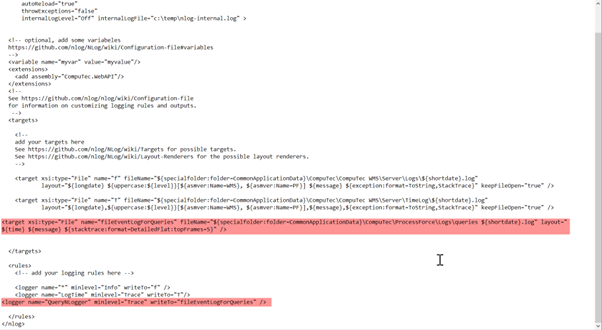 autoReload="true"
throwExceptions="false"
internalLogLevel="Off" internalLogFile="c:\temp\nlog-internal.log" >
<!-- optional, add some variabeles
https://github.com/nlog/NLog/wiki/Configuration-file#variables
-->
<variable name="myvar" value="myvalue"/>
<extensions>
<add assembly="CompuTec.WebAPI"/>
</extensions>
<!--
See https://github.com/nlog/nlog/wiki/Configuration-file
for information on customizing logging rules and outputs.
-->
<targets>
<!--
add your targets here
See https://github.com/nlog/NLog/wiki/Targets for possible targets.
See https://github.com/nlog/NLog/wiki/Layout-Renderers for the possible layout renderers.
-->
<target xsi:type="File" name="f" fileName="${specialfolder:folder=CommonApplicationData}\CompuTec\CompuTec WMS\Server\Logs\${shortdate}.log"
layout="${longdate} ${uppercase:${level}}[${asmver:Name=WMS}, ${asmver:Name=PF}] ${message} ${exception:format=ToString,StackTrace}" keepFileOpen="true" />
<target xsi:type="File" name="T" fileName="${specialfolder:folder=CommonApplicationData}\CompuTec\CompuTec WMS\Server\TimeLog\${shortdate}.log"
layout="${longdate},${uppercase:${level}},[${asmver:Name=WMS},${asmver:Name=PF}],${message},${exception:format=ToString,StackTrace}" keepFileOpen="true" />
<target xsi:type="File" name="fileEventLogForQueries" fileName="${specialfolder:folder=CommonApplicationData}\CompuTec\ProcessForce\Logs\queries ${shortdate}.log" layout="
${time} ${message} ${stacktrace:format=DetailedFlat:topFrames=5}" />
</targets>
<rules>
<!-- add your logging rules here -->
<logger name="*" minlevel="Info" writeTo="f" />
<logger name="LogTime" minlevel="Trace" writeTo="T"/>
<logger name="QueryNLogger" minlevel="Trace" writeTo="fileEventLogForQueries" />
</rules>
</nlog>